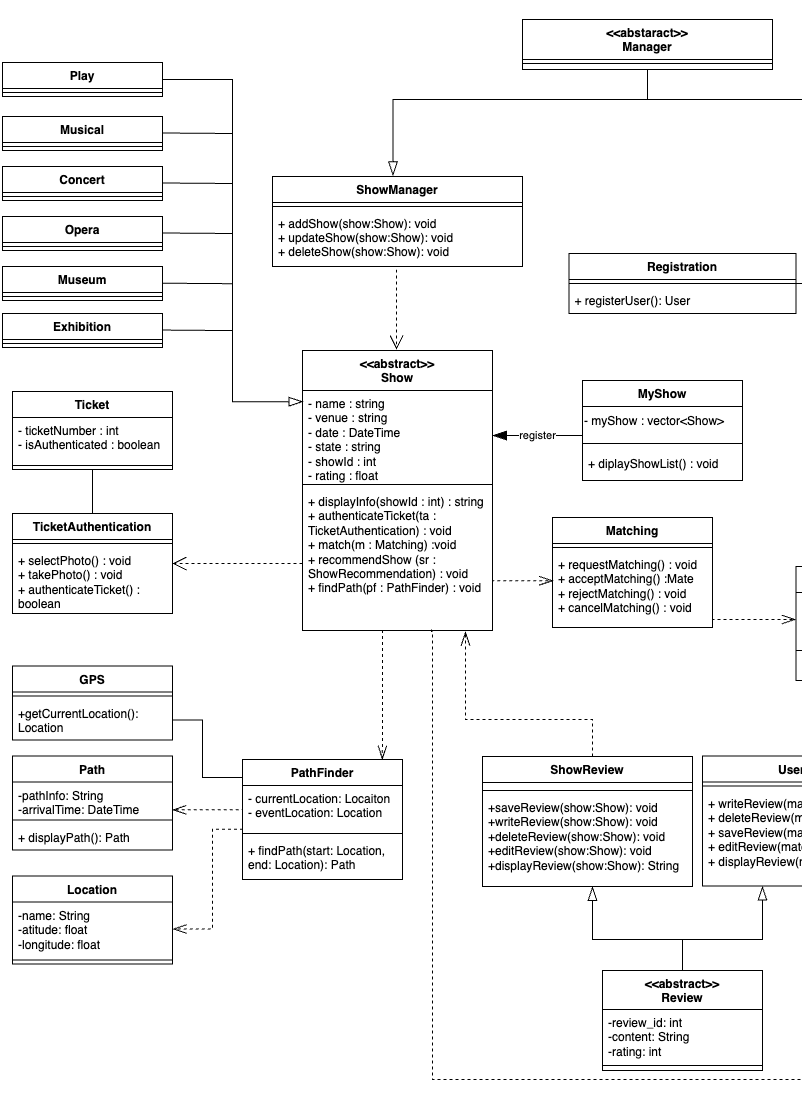 <<abstaract>>
Manager
Play
Musical
Concert
Opera
Museum
Exhibition
ShowManager
+ addShow(show:Show): void
+ updateShow(show:Show): void
+ deleteShow(show:Show): void
Registration
+ registerUser(): User
<<abstract>>
Show
- name : string
- venue : string
- date : DateTime
- state : string
- showId : int
- rating : float
+ displayInfo(showId : int) : string
+ authenticateTicket(ta :
TicketAuthentication) : void
+ match(m : Matching) :void
+ recommendShow (sr :
ShowRecommendation) : void
+ findPath(pf : PathFinder) : void
register
MyShow
- myShow : vector<Show>
+ diplayShowList() : void
Ticket
- ticketNumber : int
- isAuthenticated : boolean
TicketAuthentication
+ selectPhoto() : void
+ takePhoto() : void
+ authenticateTicket() :
boolean
Matching
+ requestMatching() : void
+ acceptMatching() :Mate
+ rejectMatching() : void
+ cancelMatching() : void
GPS
+getCurrentLocation():
Location
Path
-pathInfo: String
-arrivalTime: DateTime
+ displayPath(): Path
PathFinder
- currentLocation: Locaiton
- eventLocation: Location
+ findPath(start: Location,
end: Location): Path
Location
-name: String
-atitude: float
-longitude: float
ShowReview
+saveReview(show:Show): void
+writeReview(show:Show): void
+deleteReview(show:Show): void
+editReview(show:Show): void
+displayReview(show:Show): String
User
+ writeReview(ma
+ deleteReview(m
+ saveReview(ma
+ editReview(mat
+ displayReview(
<<abstract>>
Review
-review_id: int
-content: String
-rating: int